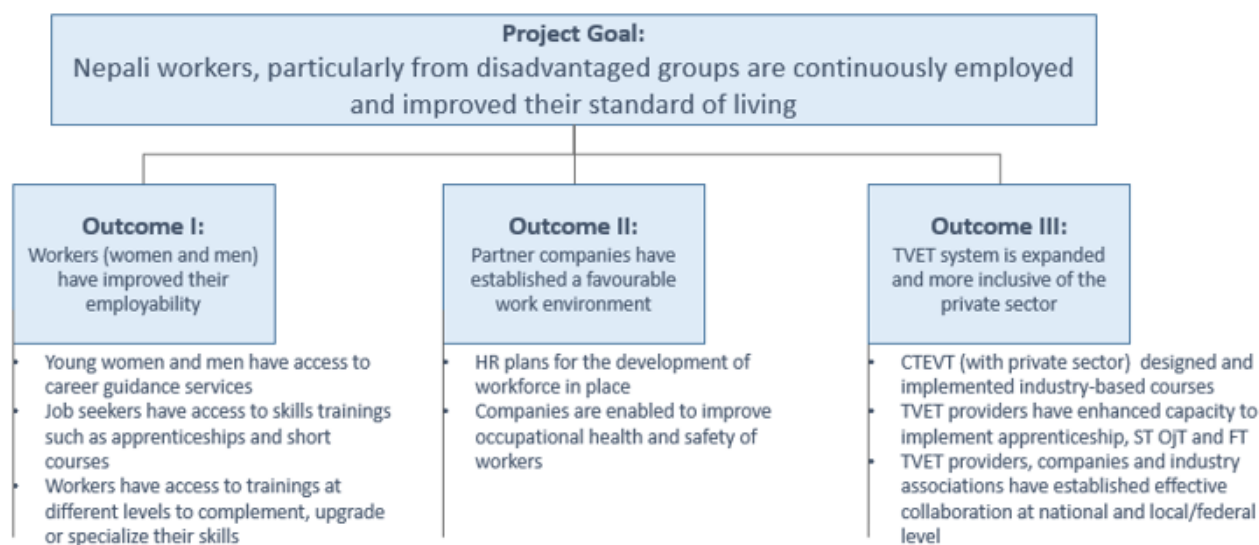 Project Goal:
Nepali workers, particularly from disadvantaged groups are continuously employed
and improved their standard of living
Outcome I:
Workers (women and men)
have improved their
employability
• Young women and men have access to
career guidance services
• Job seekers have access to skills trainings
such as apprenticeships and short
courses
• Workers have access to trainings at
different levels to complement, upgrade
or specialize their skills
Outcome II:
Partner companies have
established a favourable
work environment
• HR plans for the development of
workforce in place
• Companies are enabled to improve
occupational health and safety of
workers
Outcome III:
TVET system is expanded
and more inclusive of the
private sector
• CTEVT (with private sector) designed and
implemented industry-based courses
• TVET providers have enhanced capacity to
implement apprenticeship, ST OjT and FT
• TVET providers, companies and industry
associations have established effective
collaboration at national and local/federal
level